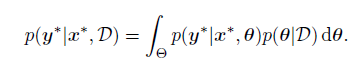 p(y*|x*, 𝒟) = ∫_Θ p(y*|x*, θ)p(θ|𝒟) dθ.